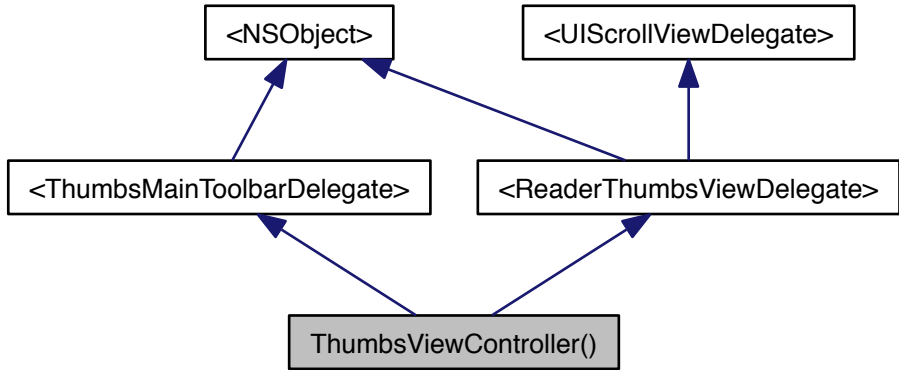 <NSObject>
<UIScrollViewDelegate>
<ThumbsMainToolbarDelegate>
<ReaderThumbsViewDelegate>
ThumbsViewController()